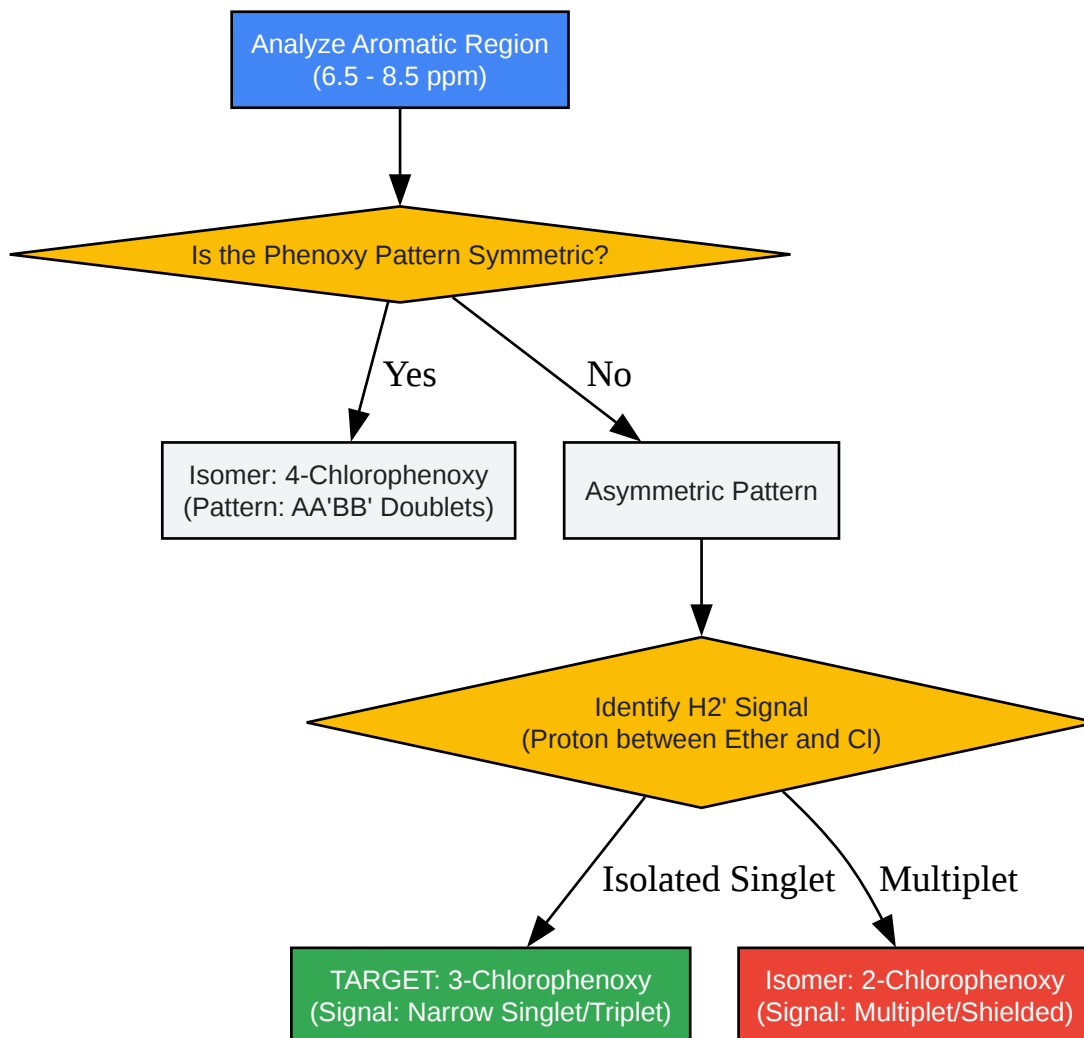 Analyze Aromatic Region
(6.5 - 8.5 ppm)
Is the Phenoxy Pattern Symmetric?
Yes
No
Isomer: 4-Chlorophenoxy
(Pattern: AA'BB' Doublets)
Asymmetric Pattern
Identify H2' Signal
(Proton between Ether and Cl)
Isolated Singlet
Multiplet
TARGET: 3-Chlorophenoxy
(Signal: Narrow Singlet/Triplet)
Isomer: 2-Chlorophenoxy
(Signal: Multiplet/Shielded)